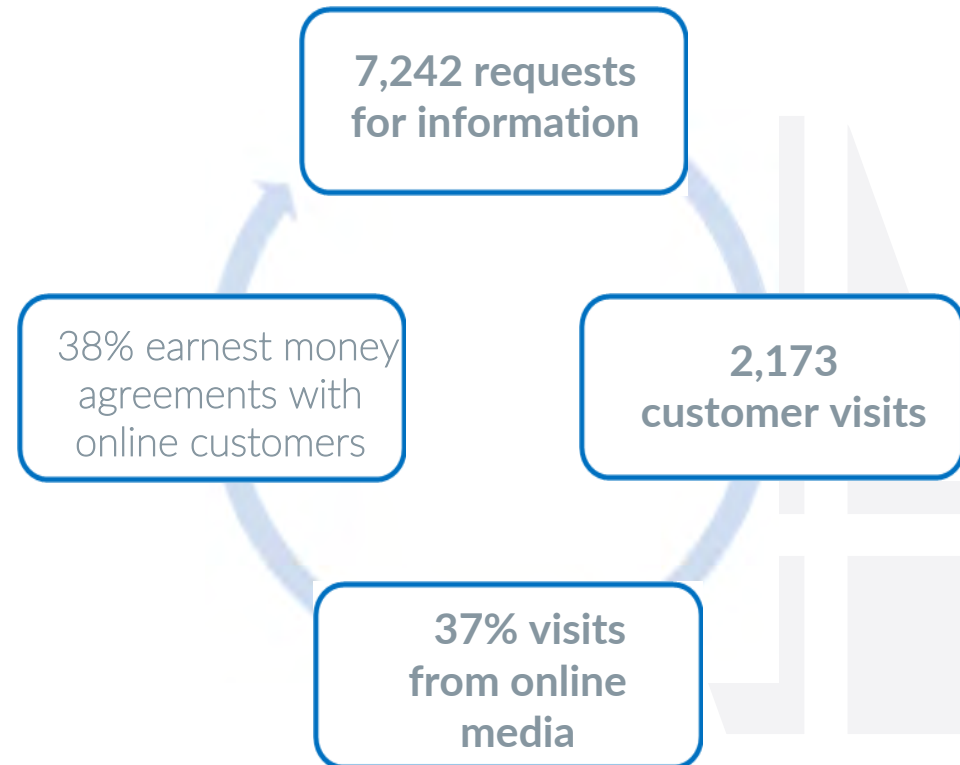 7,242 requests
for information
2,173
customer visits
37% visits
from online
media
38% earnest money
agreements with
online customers